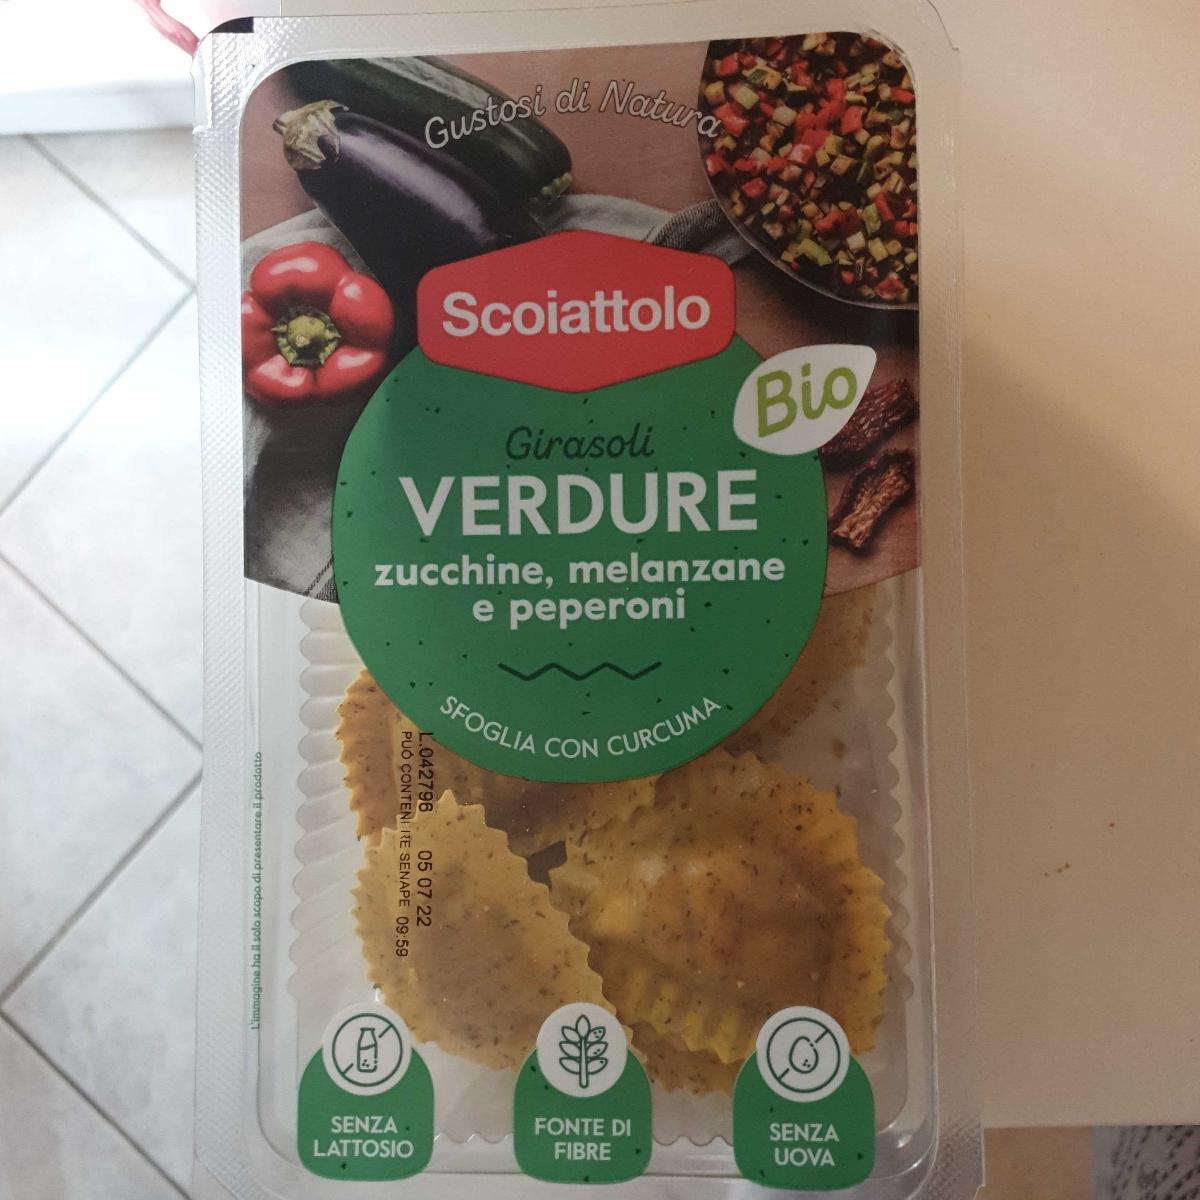 Gustosi di Natura
Scoiattolo
Bio
Girasoli
VERDURE
zucchine, melanzane
e peperoni
SFOGLIA CON CURCUMA
L.042796 05 07 22
PUÒ CONTENERE SENAPE 09:59
L'immagine ha il solo scopo di presentare il prodotto
SENZA
LATTOSIO
FONTE DI
FIBRE
SENZA
UOVA